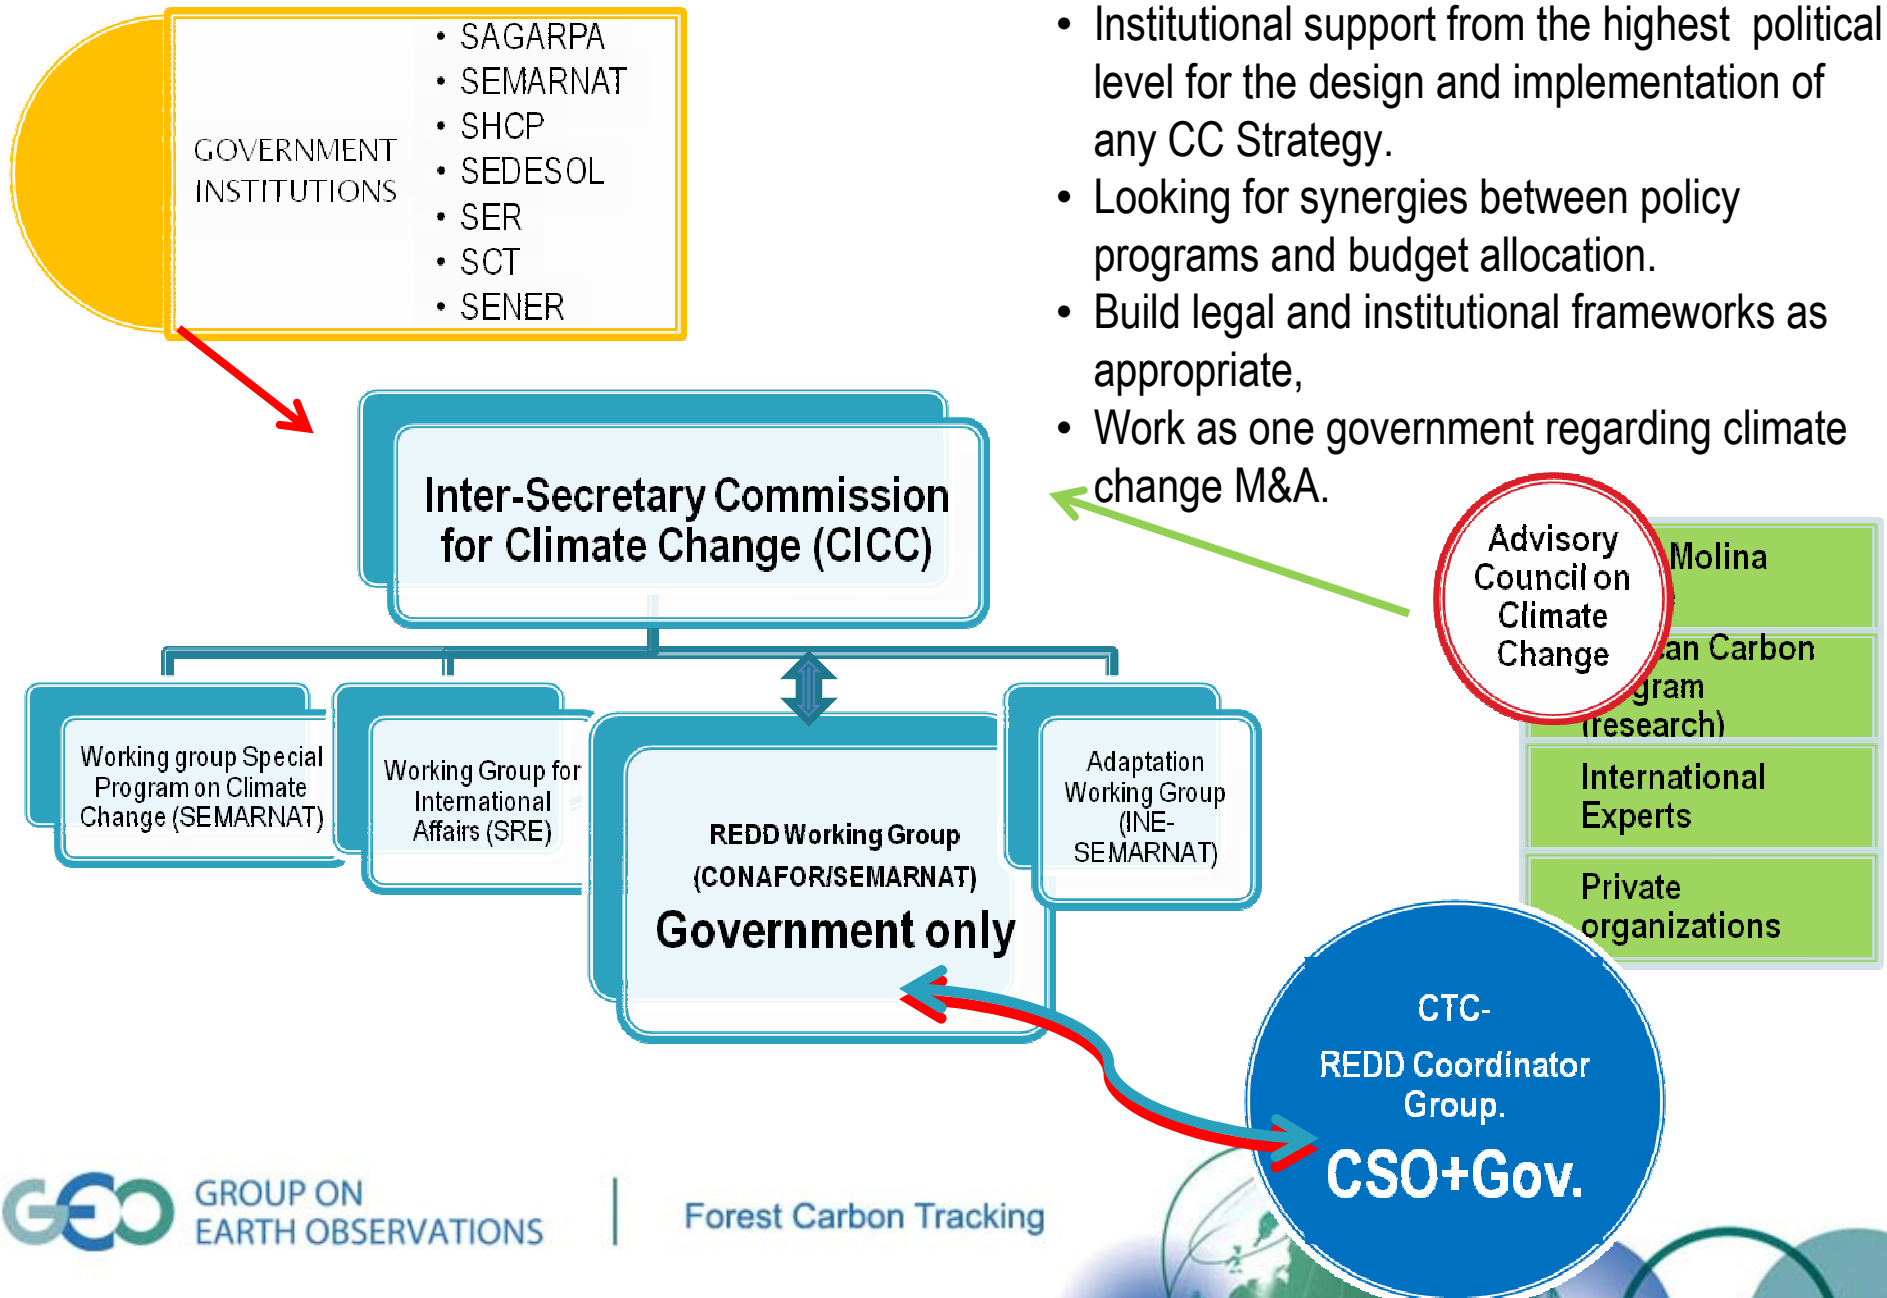 GOVERNMENT
INSTITUTIONS
• SAGARPA
• SEMARNAT
• SHCP
• SEDESOL
• SER
• SCT
• SENER
• Institutional support from the highest political
level for the design and implementation of
any CC Strategy.
• Looking for synergies between policy
programs and budget allocation.
• Build legal and institutional frameworks as
appropriate,
• Work as one government regarding climate
change M&A.
Inter-Secretary Commission
for Climate Change (CICC)
Advisory
Council on
Climate
Change
Molina
Carbon
(research)
International
Experts
Private
organizations
Working group Special
Program on Climate
Change (SEMARNAT)
Working Group for
International
Affairs (SRE)
REDD Working Group
(CONAFOR/SEMARNAT)
Government only
Adaptation
Working Group
(INE-
SEMARNAT)
CTC-
REDD Coordinator
Group.
CSO+Gov.
GEO
GROUP ON
EARTH OBSERVATIONS
Forest Carbon Tracking